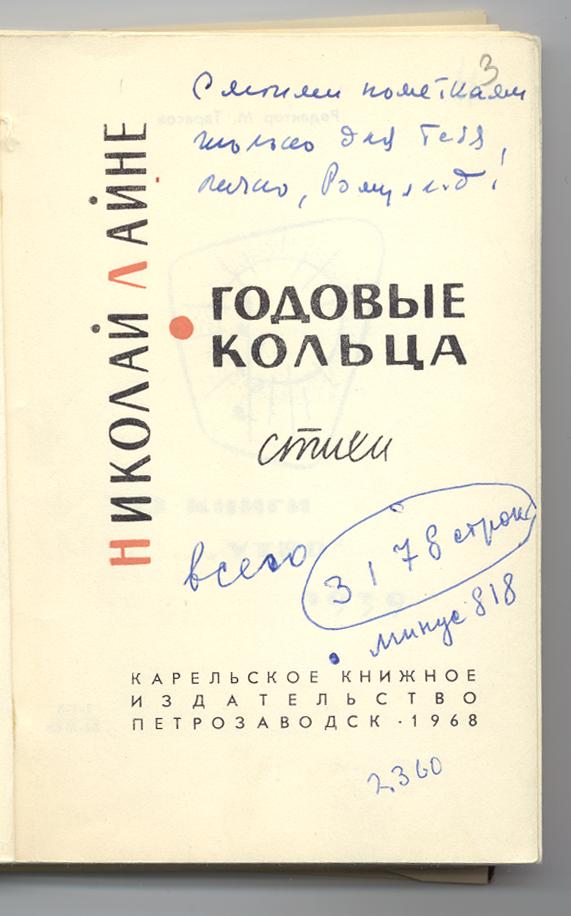 3
С моими пометками
только для тебя,
лично, Ромуальд!
НИКОЛАЙ ЛАЙНЕ
ГОДОВЫЕ
КОЛЬЦА
стихи
всего 3178 строк
минус 818
КАРЕЛЬСКОЕ КНИЖНОЕ
ИЗДАТЕЛЬСТВО
ПЕТРОЗАВОДСК · 1968
2360